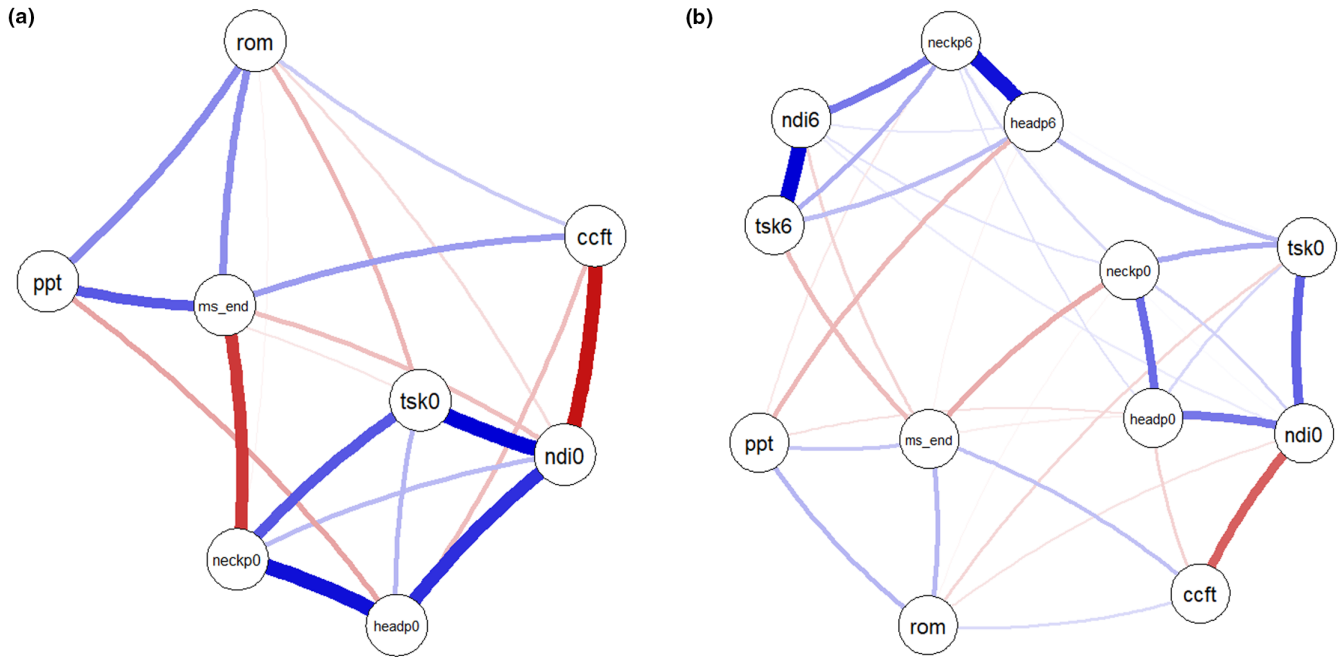 (a)
rom
ccft
ppt
ms_end
tsk0
ndi0
neckp0
headp0
(b)
neckp6
ndi6
headp6
tsk6
tsk0
neckp0
headp0
ndi0
ppt
ms_end
ccft
rom